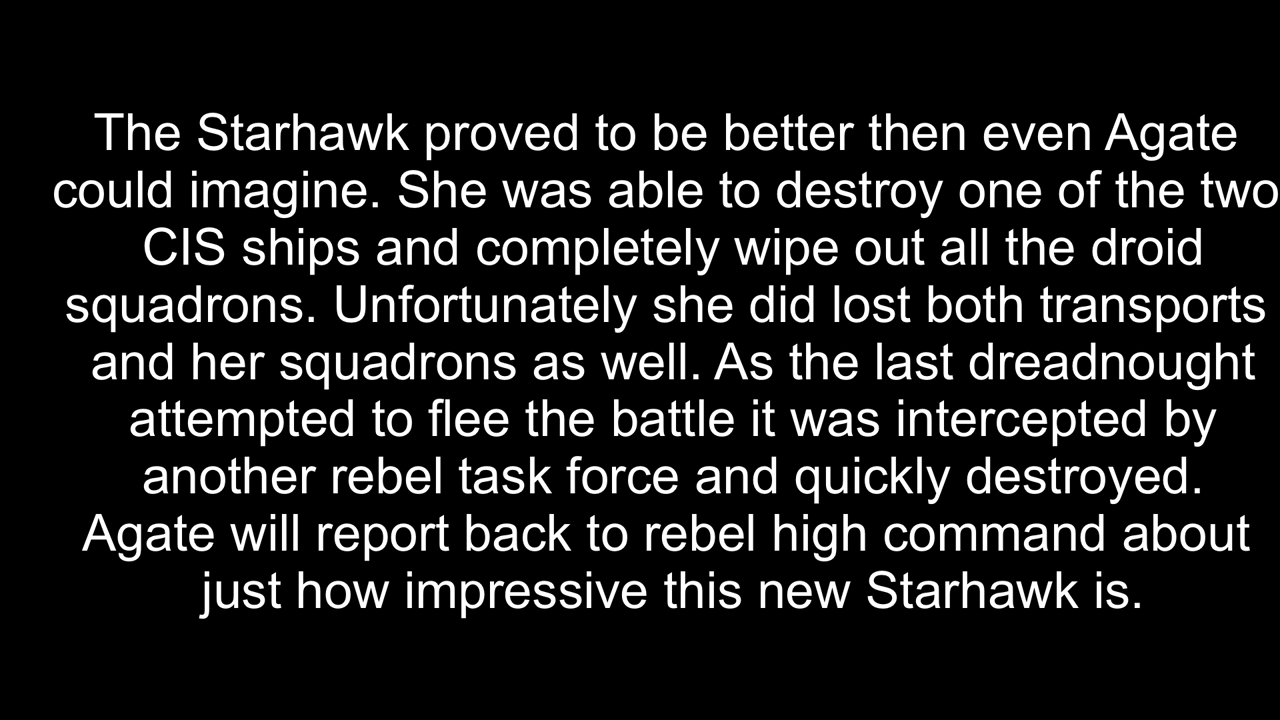 The Starhawk proved to be better then even Agate
could imagine. She was able to destroy one of the two
CIS ships and completely wipe out all the droid
squadrons. Unfortunately she did lost both transports
and her squadrons as well. As the last dreadnought
attempted to flee the battle it was intercepted by
another rebel task force and quickly destroyed.
Agate will report back to rebel high command about
just how impressive this new Starhawk is.